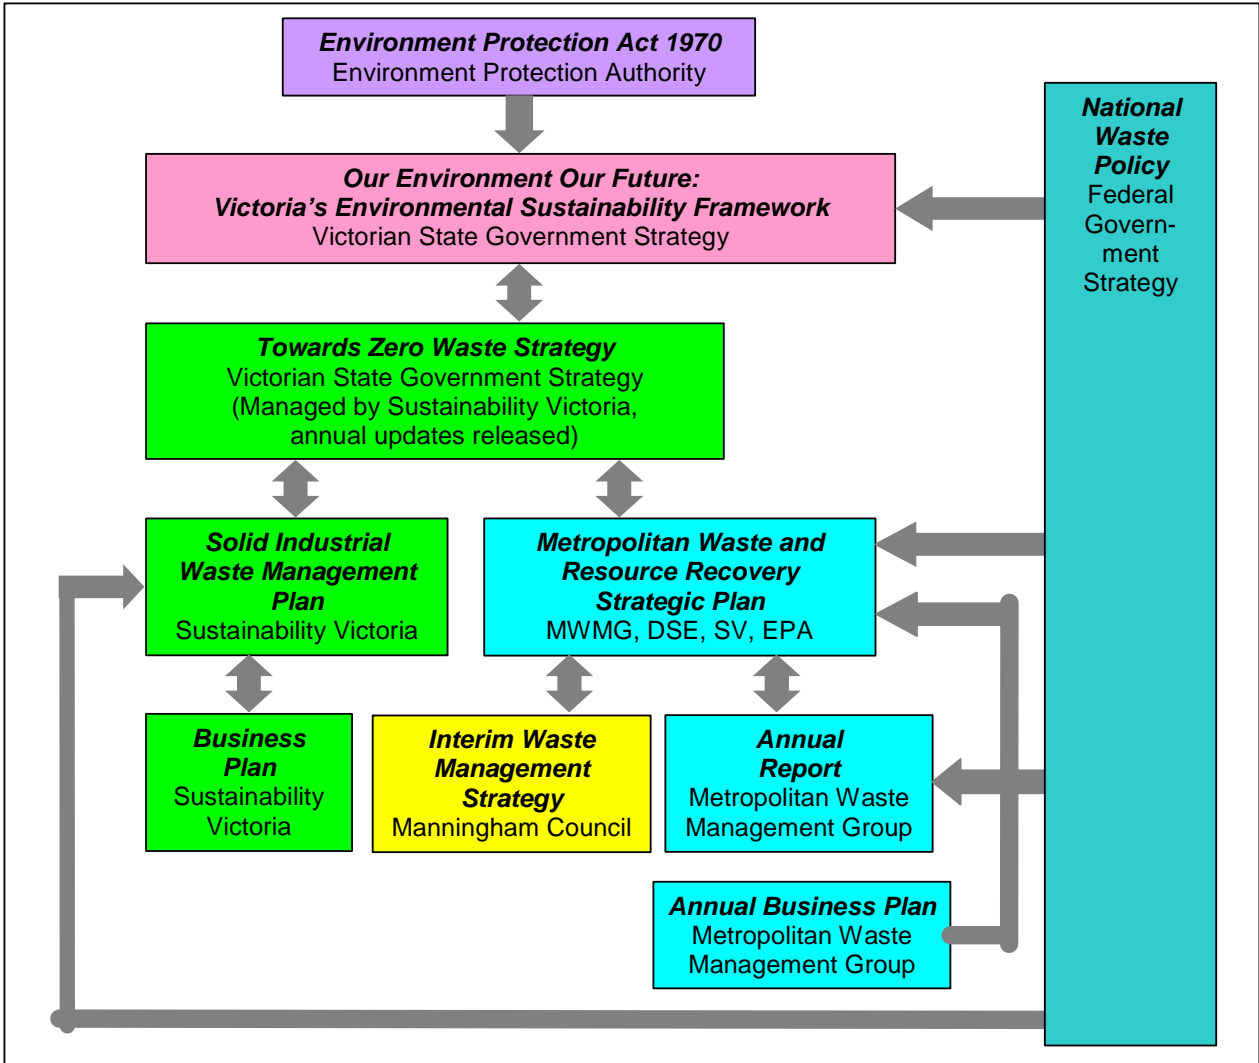 Environment Protection Act 1970
Environment Protection Authority
National
Waste
Policy
Federal
Govern-
ment
Strategy
Our Environment Our Future:
Victoria's Environmental Sustainability Framework
Victorian State Government Strategy
Towards Zero Waste Strategy
Victorian State Government Strategy
(Managed by Sustainability Victoria,
annual updates released)
Solid Industrial
Waste Management
Plan
Sustainability Victoria
Metropolitan Waste and
Resource Recovery
Strategic Plan
MWMG, DSE, SV, EPA
Business
Plan
Sustainability
Victoria
Interim Waste
Management
Strategy
Manningham Council
Annual
Report
Metropolitan Waste
Management Group
Annual Business Plan
Metropolitan Waste
Management Group